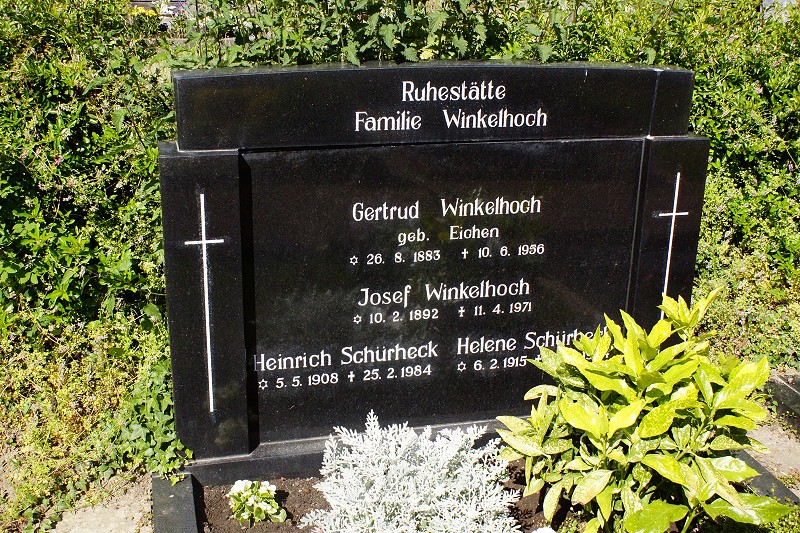 Ruhestätte
Familie Winkelhoch
Gertrud Winkelhoch
geb. Eichen
✡ 26. 8. 1883 ✝ 10. 6. 1956
Josef Winkelhoch
✡ 10. 2. 1892 ✝ 11. 4. 1971
Heinrich Schürheck
✡ 5. 5. 1908 ✝ 25. 2. 1984
Helene Schürhe
✡ 6. 2. 1915 ✝